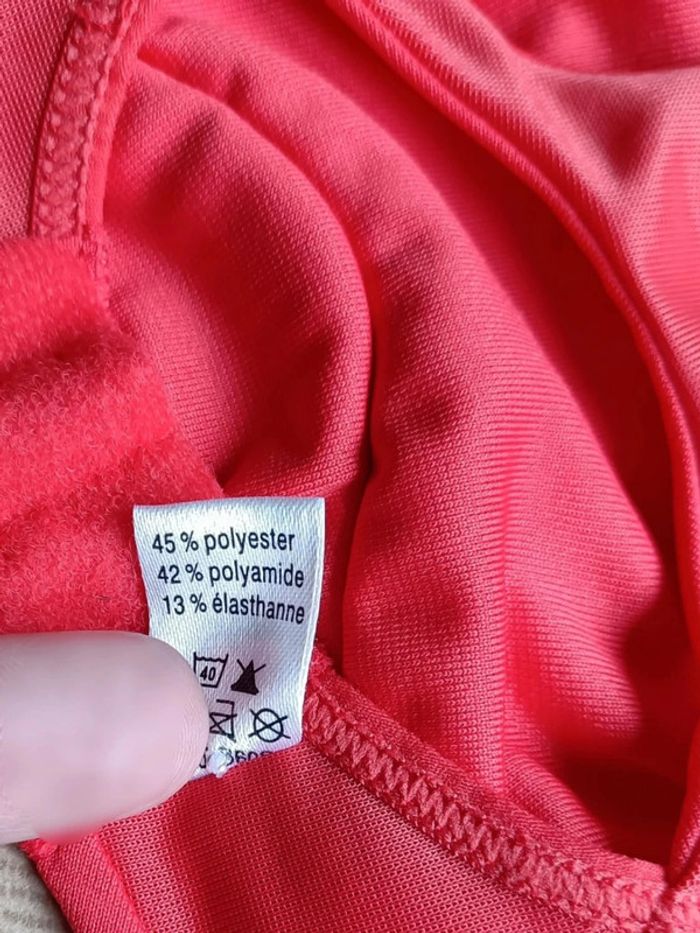 45 % polyester
42 % polyamide
13 % élasthanne
40